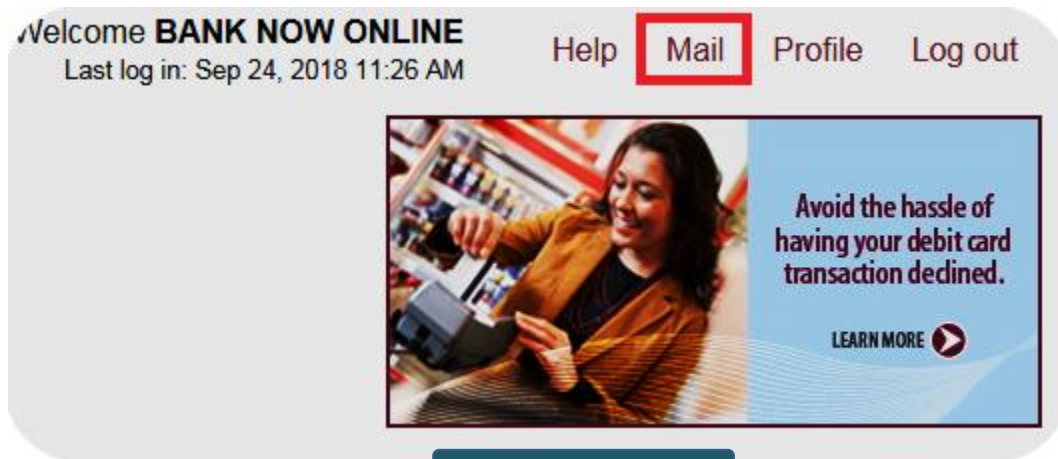 Welcome BANK NOW ONLINE
Help Mail Profile Log out
Last log in: Sep 24, 2018 11:26 AM
Avoid the hassle of
having your debit card
transaction declined.
LEARN MORE